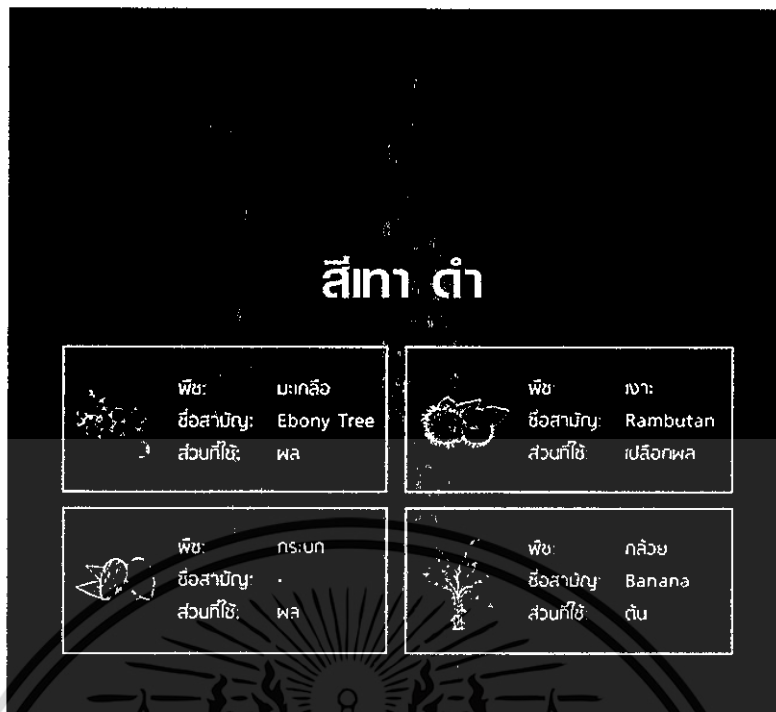 สีเทา ดำ
พืช: มะเกลือ
ชื่อสามัญ: Ebony Tree
ส่วนที่ใช้: ผล
พืช: เงาะ
ชื่อสามัญ: Rambutan
ส่วนที่ใช้: เปลือกผล
พืช: กระบก
ชื่อสามัญ: -
ส่วนที่ใช้: ผล
พืช: กล้วย
ชื่อสามัญ: Banana
ส่วนที่ใช้: ต้น